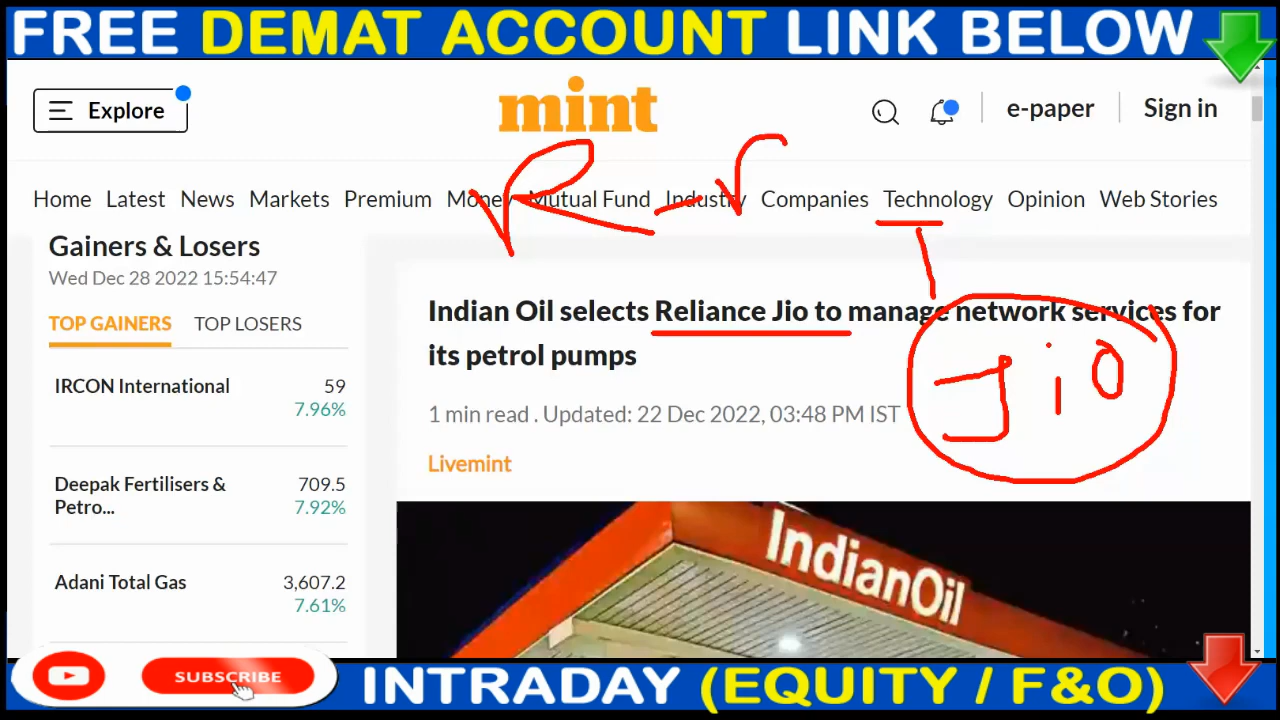 FREE DEMAT ACCOUNT LINK BELOW
Explore
mint
e-paper
Sign in
Home Latest News Markets Premium Money Mutual Fund Industry Companies Technology Opinion Web Stories
Gainers & Losers
Wed Dec 28 2022 15:54:47
TOP GAINERS TOP LOSERS
IRCON International 59
7.96%
Deepak Fertilisers & 709.5
Petro... 7.92%
Adani Total Gas 3,607.2
7.61%
Indian Oil selects Reliance Jio to manage network services for
its petrol pumps
1 min read . Updated: 22 Dec 2022, 03:48 PM IST
Livemint
Jio
IndianOil
SUBSCRIBE
INTRADAY (EQUITY / F&O)